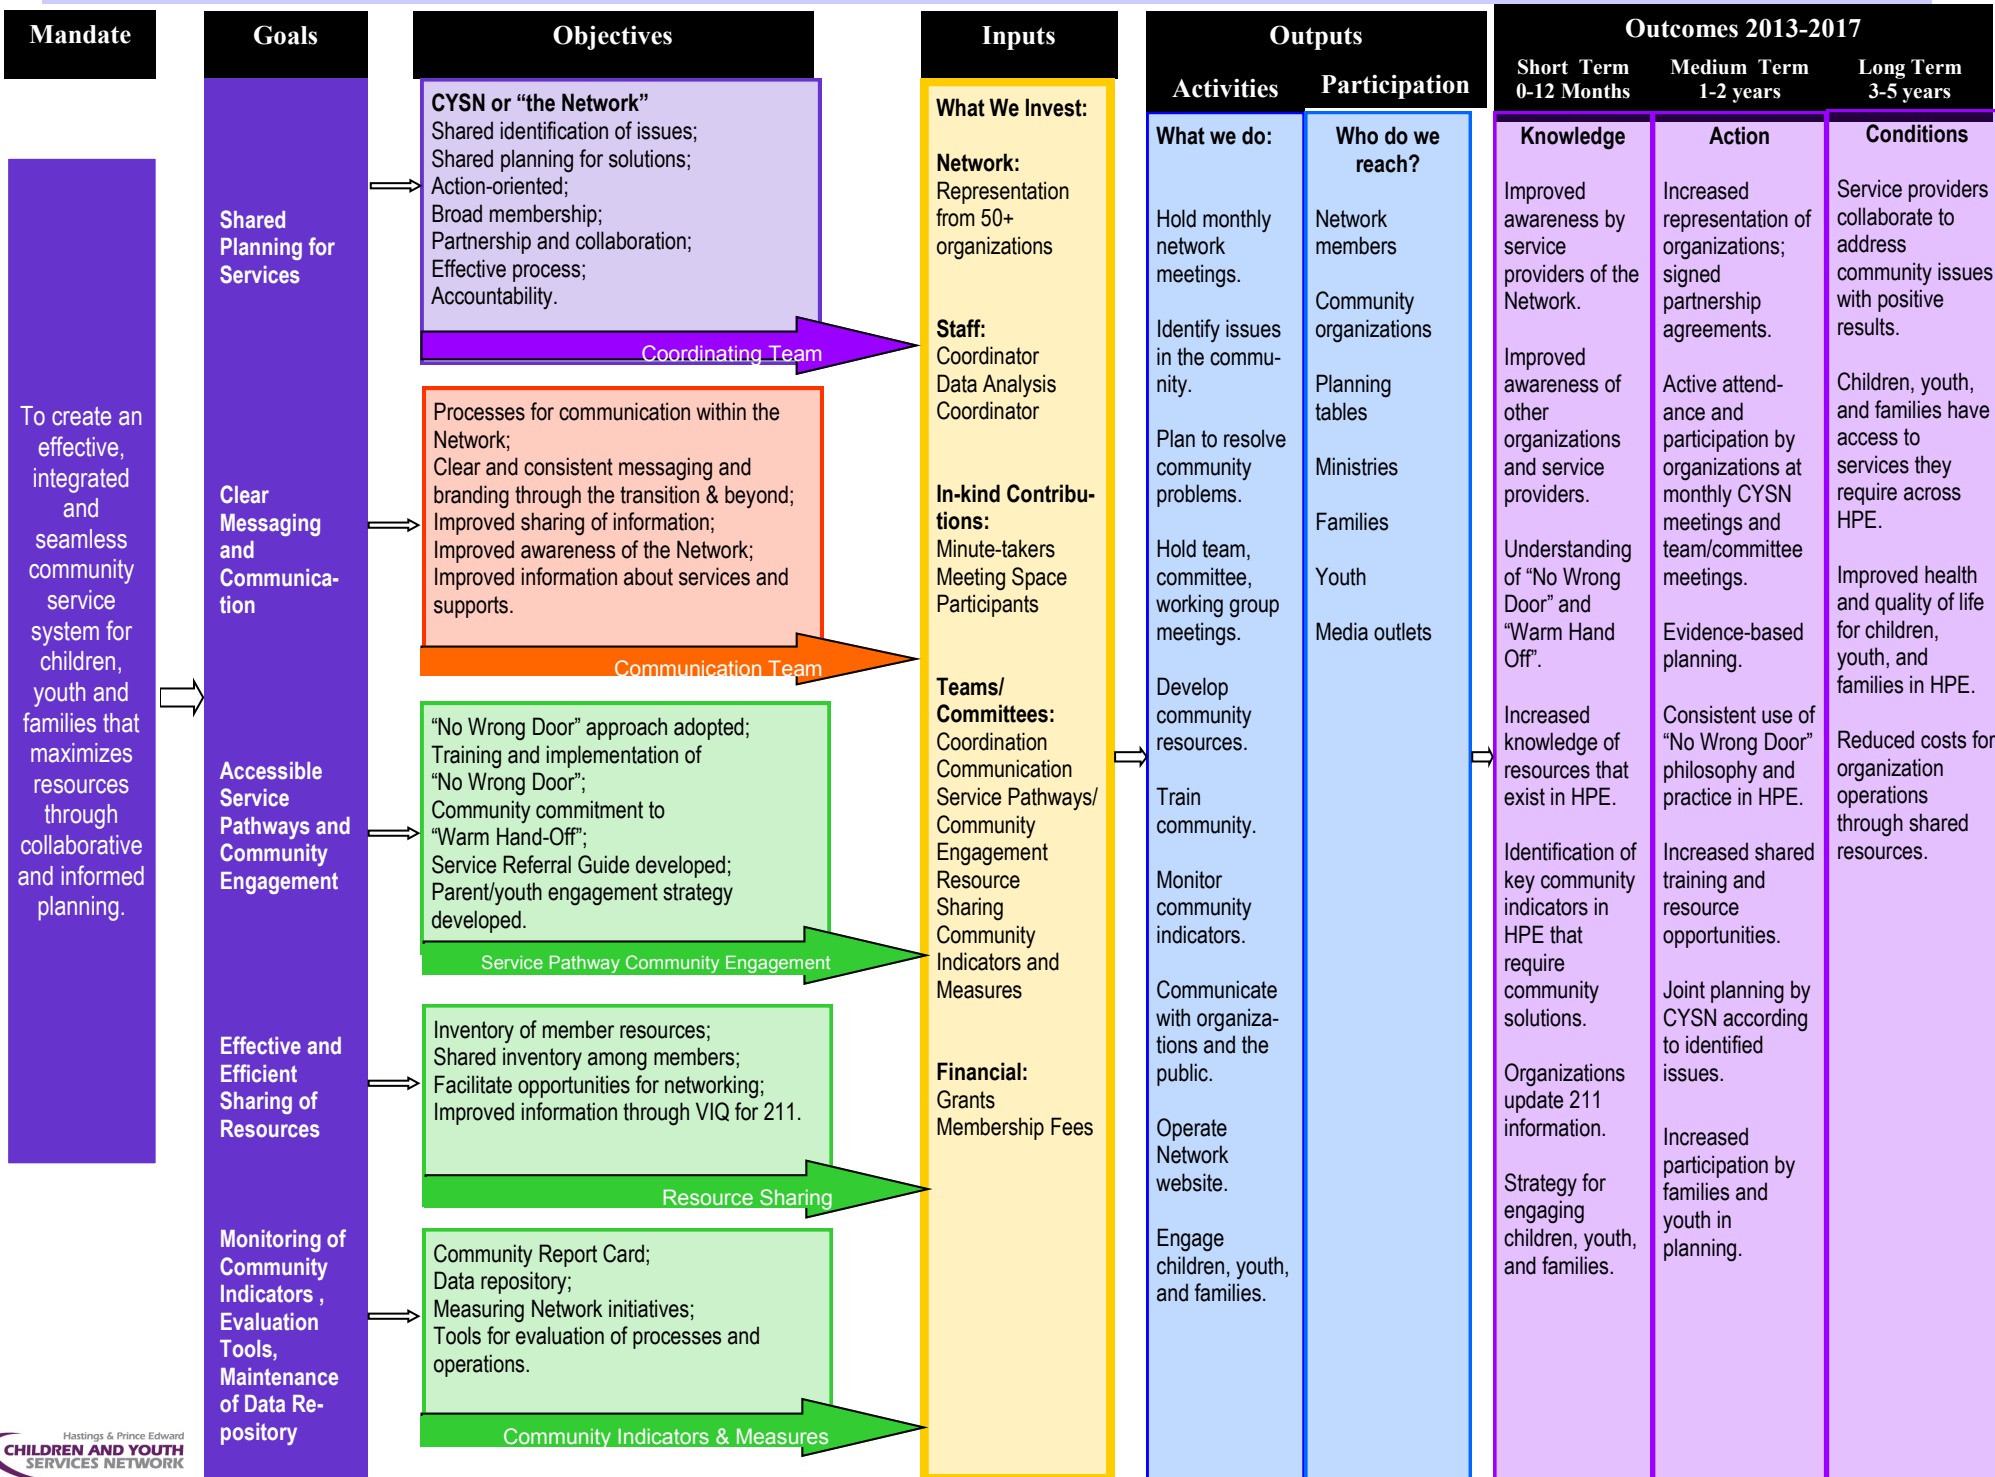 Mandate
To create an
effective,
integrated
and
seamless
community
service
system for
children,
youth and
families that
maximizes
resources
through
collaborative
and informed
planning.
Goals
Shared
Planning for
Services
Clear
Messaging
and
Communica-
tion
Accessible
Service
Pathways and
Community
Engagement
Effective and
Efficient
Sharing of
Resources
Monitoring of
Community
Indicators ,
Evaluation
Tools,
Maintenance
of Data Re-
pository
Objectives
CYSN or “the Network”
Shared identification of issues;
Shared planning for solutions;
Action-oriented;
Broad membership;
Partnership and collaboration;
Effective process;
Accountability.
Coordinating Team
Processes for communication within the
Network;
Clear and consistent messaging and
branding through the transition & beyond;
Improved sharing of information;
Improved awareness of the Network;
Improved information about services and
supports.
Communication Team
“No Wrong Door” approach adopted;
Training and implementation of
“No Wrong Door”;
Community commitment to
“Warm Hand-Off”;
Service Referral Guide developed;
Parent/youth engagement strategy
developed.
Service Pathway Community Engagement
Inventory of member resources;
Shared inventory among members;
Facilitate opportunities for networking;
Improved information through VIQ for 211.
Resource Sharing
Community Report Card;
Data repository;
Measuring Network initiatives;
Tools for evaluation of processes and
operations.
Community Indicators & Measures
Inputs
What We Invest:
Network:
Representation
from 50+
organizations
Staff:
Coordinator
Data Analysis
Coordinator
In-kind Contribu-
tions:
Minute-takers
Meeting Space
Participants
Teams/
Committees:
Coordination
Communication
Service Pathways/
Community
Engagement
Resource
Sharing
Community
Indicators and
Measures
Financial:
Grants
Membership Fees
Outputs
Activities
What we do:
Hold monthly
network
meetings.
Identify issues
in the commu-
nity.
Plan to resolve
community
problems.
Hold team,
committee,
working group
meetings.
Develop
community
resources.
Train
community.
Monitor
community
indicators.
Communicate
with organiza-
tions and the
public.
Operate
Network
website.
Engage
children, youth,
and families.
Participation
Who do we
reach?
Network
members
Community
organizations
Planning
tables
Ministries
Families
Youth
Media outlets
Outcomes 2013-2017
Short Term
0-12 Months
Knowledge
Improved
awareness by
service
providers of the
Network.
Improved
awareness of
other
organizations
and service
providers.
Understanding
of “No Wrong
Door” and
“Warm Hand
Off”.
Increased
knowledge of
resources that
exist in HPE.
Identification of
key community
indicators in
HPE that
require
community
solutions.
Organizations
update 211
information.
Strategy for
engaging
children, youth,
and families.
Medium Term
1-2 years
Action
Increased
representation of
organizations;
signed
partnership
agreements.
Active attend-
ance and
participation by
organizations at
monthly CYSN
meetings and
team/committee
meetings.
Evidence-based
planning.
Consistent use of
“No Wrong Door”
philosophy and
practice in HPE.
Increased shared
training and
resource
opportunities.
Joint planning by
CYSN according
to identified
issues.
Increased
participation by
families and
youth in
planning.
Long Term
3-5 years
Conditions
Service providers
collaborate to
address
community issues
with positive
results.
Children, youth,
and families have
access to
services they
require across
HPE.
Improved health
and quality of life
for children,
youth, and
families in HPE.
Reduced costs for
organization
operations
through shared
resources.
Hastings & Prince Edward
CHILDREN AND YOUTH
SERVICES NETWORK